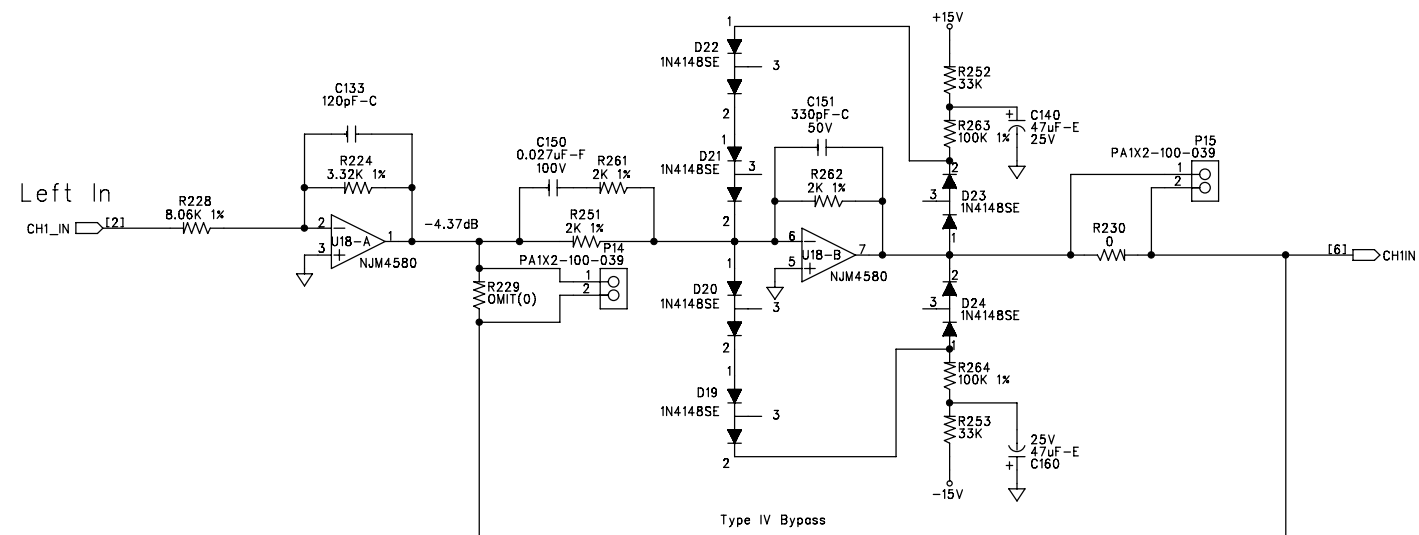 Left In
CH1_IN
[2]
R228
8.06K 1%
C133
120pF-C
R224
3.32K 1%
2
3
1
U18-A
NJM4580
-4.37dB
C150
0.027uF-F
100V
R261
2K 1%
R251
2K 1%
P14
PA1X2-100-039
1
2
R229
OMIT(0)
1
D22
1N4148SE
3
2
1
D21
1N4148SE
3
2
1
D20
1N4148SE
3
2
1
D19
1N4148SE
3
2
C151
330pF-C
50V
R262
2K 1%
6
5
7
U18-B
NJM4580
+15V
R252
33K
R263
100K 1%
+
C140
47uF-E
25V
2
D23
3
1N4148SE
1
2
D24
3
1N4148SE
1
R264
100K 1%
R253
33K
25V
47uF-E
+ C160
-15V
P15
PA1X2-100-039
1
2
R230
0
[6]
CH1IN
Type IV Bypass